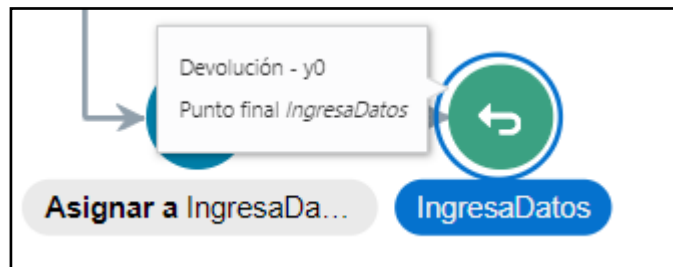 Devolución - y0
Punto final IngresaDatos
Asignar a IngresaDa...
IngresaDatos